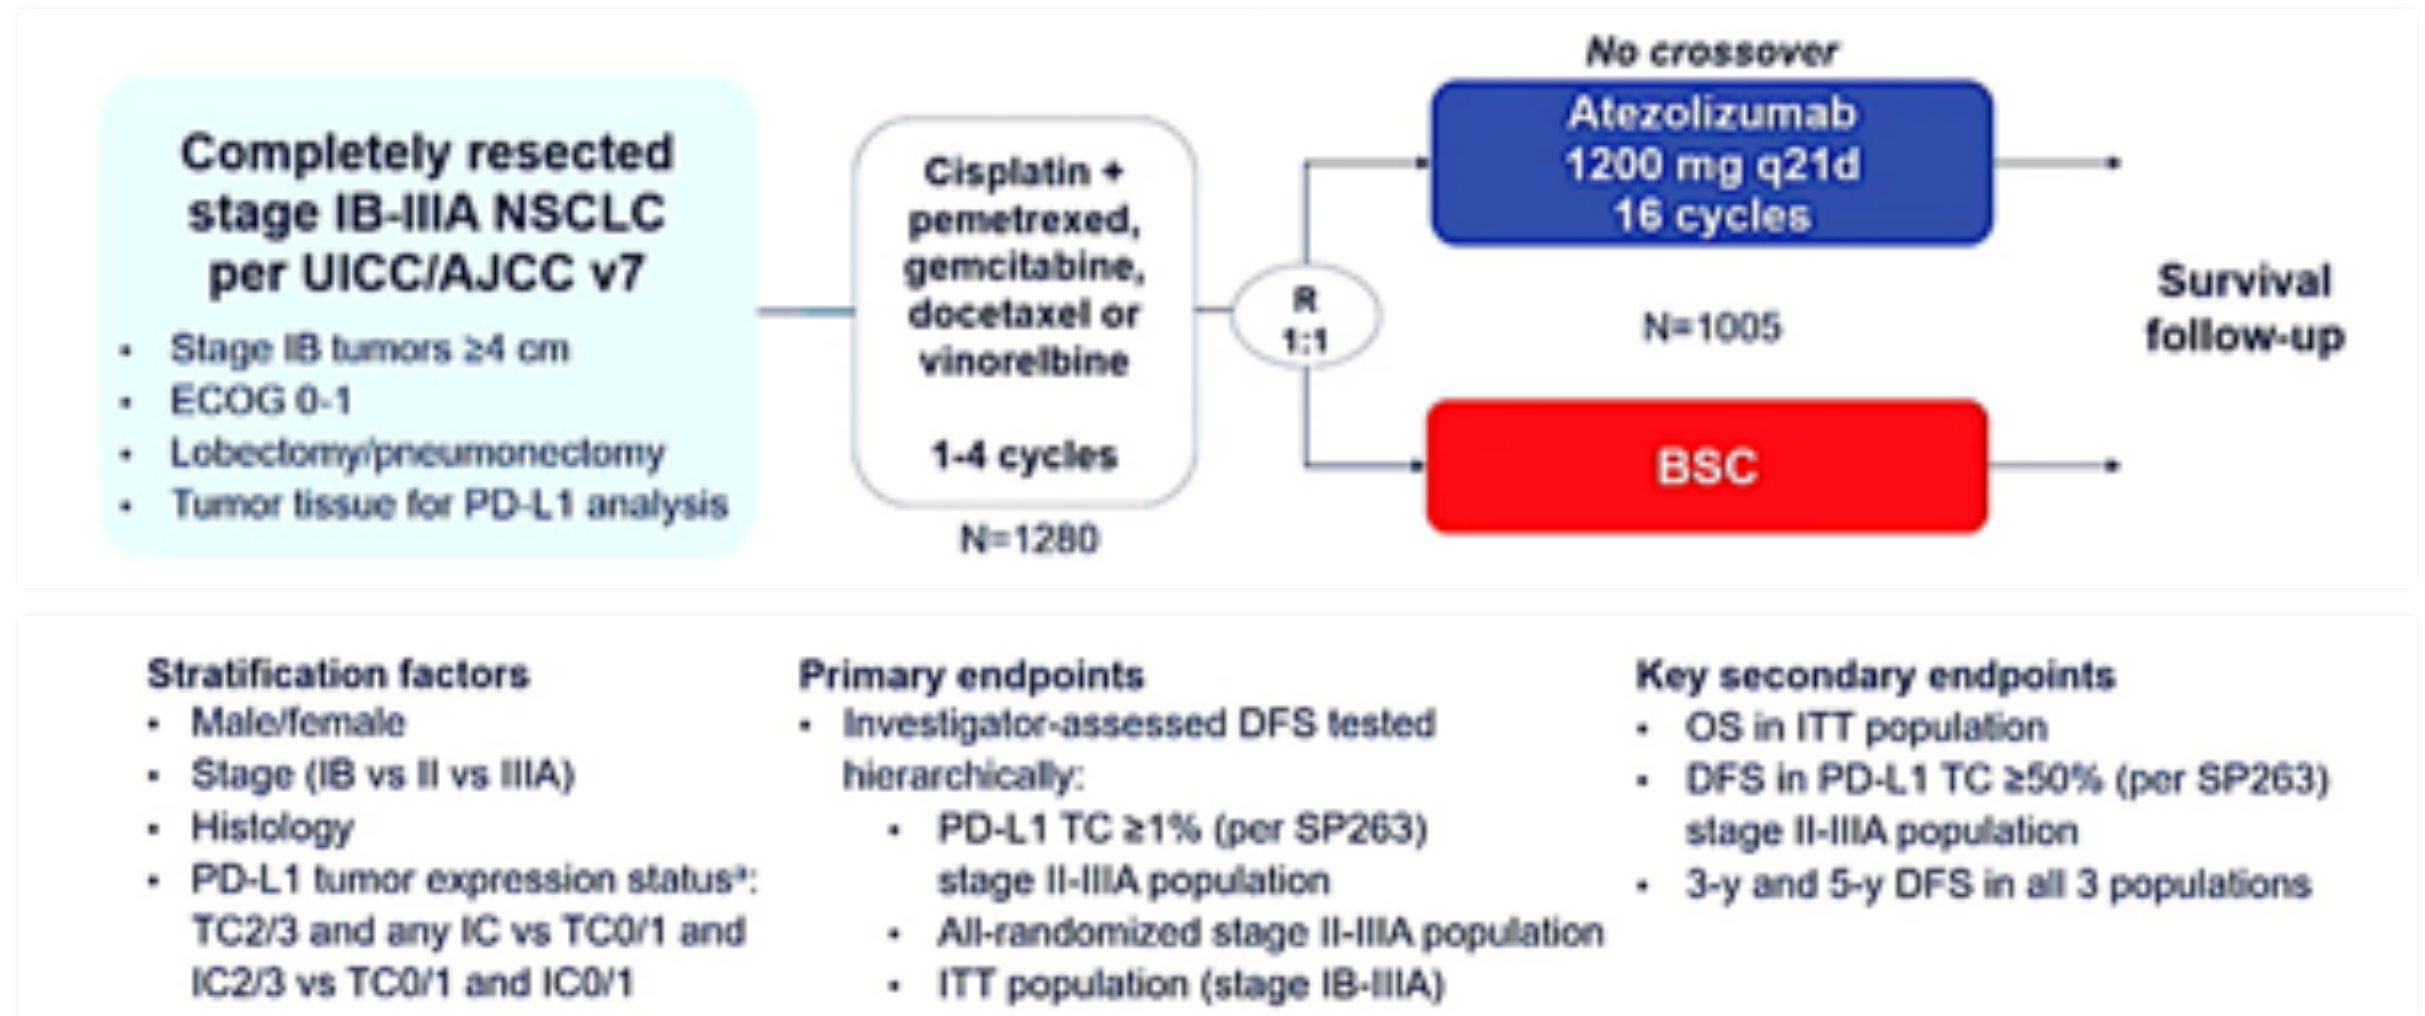 Completely resected
stage IB-IIIA NSCLC
per UICC/AJCC v7
• Stage IB tumors ≥4 cm
• ECOG 0-1
• Lobectomy/pneumonectomy
• Tumor tissue for PD-L1 analysis
Cisplatin +
pemetrexed,
gemcitabine,
docetaxel or
vinorelbine
1-4 cycles
N=1280
R
1:1
No crossover
Atezolizumab
1200 mg q21d
16 cycles
N=1005
BSC
Survival
follow-up
Stratification factors
• Male/female
• Stage (IB vs II vs IIIA)
• Histology
• PD-L1 tumor expression statusᵃ:
TC2/3 and any IC vs TC0/1 and
IC2/3 vs TC0/1 and IC0/1
Primary endpoints
• Investigator-assessed DFS tested
hierarchically:
• PD-L1 TC ≥1% (per SP263)
stage II-IIIA population
• All-randomized stage II-IIIA population
• ITT population (stage IB-IIIA)
Key secondary endpoints
• OS in ITT population
• DFS in PD-L1 TC ≥50% (per SP263)
stage II-IIIA population
• 3-y and 5-y DFS in all 3 populations